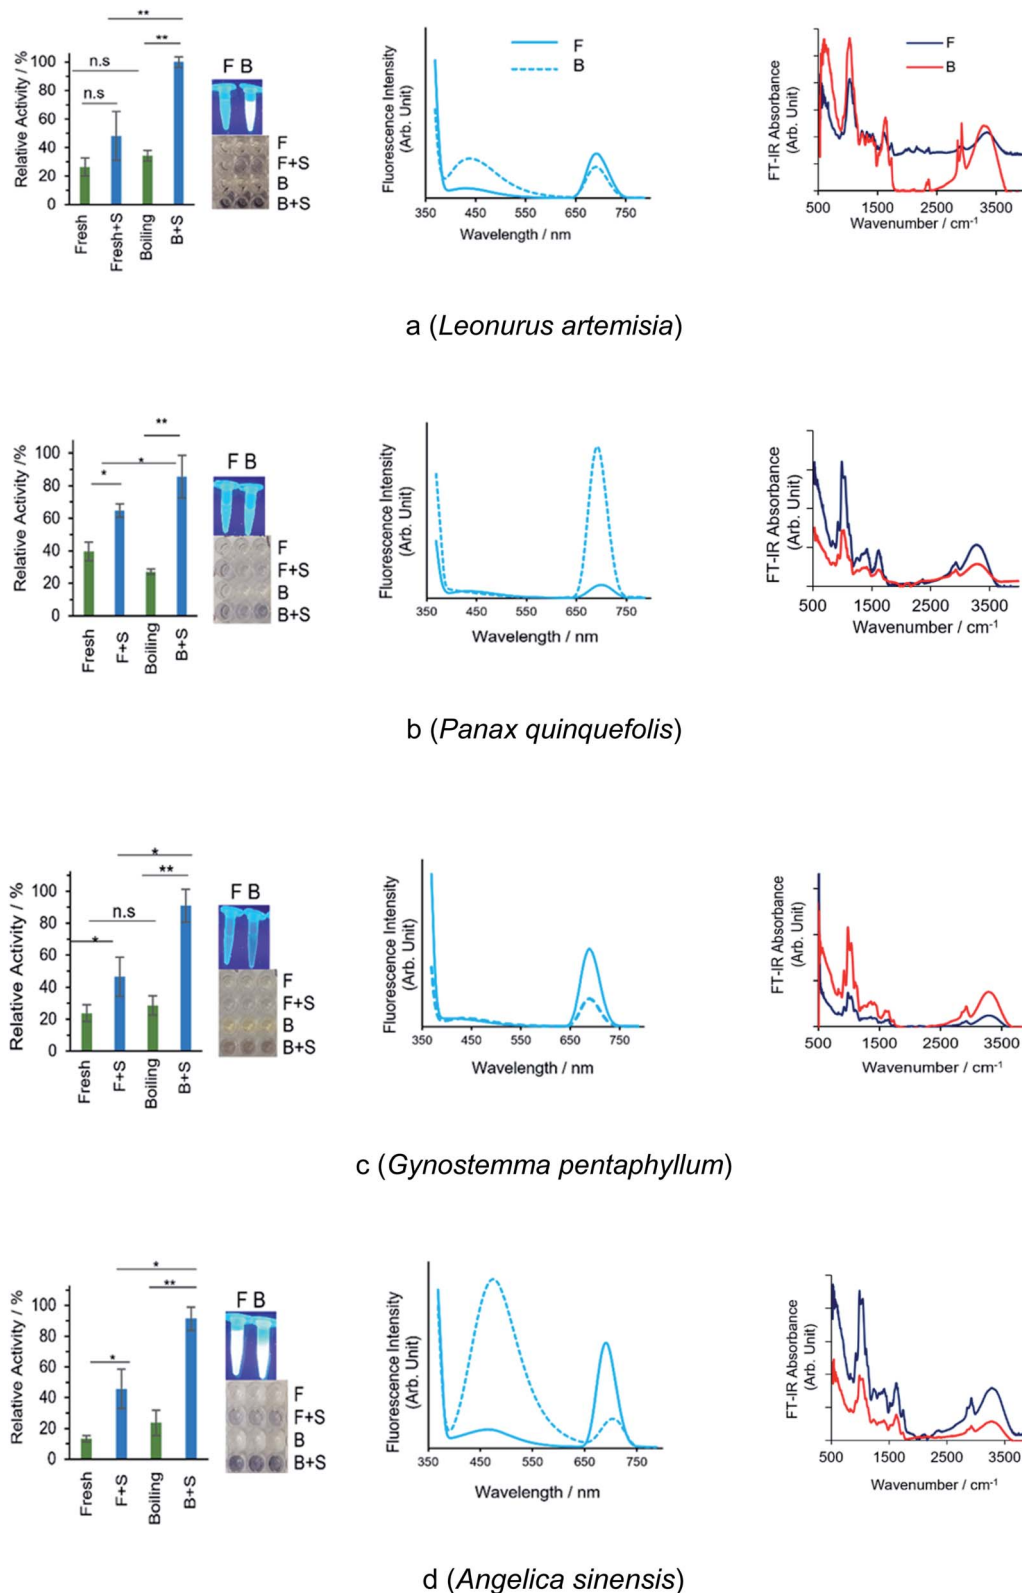 **
n.s
**
n.s
Relative Activity / %
100
80
60
40
20
0
Fresh
Fresh+S
Boiling
B+S
F B
F
F+S
B
B+S
Fluorescence Intensity
(Arb. Unit)
F
B
350
450
550
650
750
Wavelength / nm
FT-IR Absorbance
(Arb. Unit)
F
B
500
1500
2500
3500
Wavenumber / cm-1
a (Leonurus artemisia)
**
*
*
Relative Activity /%
100
80
60
40
20
0
Fresh
F+S
Boiling
B+S
F B
F
F+S
B
B+S
Fluorescence Intensity
(Arb. Unit)
350
450
550
650
750
Wavelength / nm
FT-IR Absorbance
(Arb. Unit)
500
1500
2500
3500
Wavenumber / cm-1
b (Panax quinquefolis)
*
**
n.s
*
Relative Activity / %
100
80
60
40
20
0
Fresh
F+S
Boiling
B+S
F B
F
F+S
B
B+S
Fluorescence Intensity
(Arb. Unit)
350
450
550
650
750
Wavelength / nm
FT-IR Absorbance
(Arb. Unit)
500
1500
2500
3500
Wavenumber / cm-1
c (Gynostemma pentaphyllum)
*
**
*
Relative Activity / %
100
80
60
40
20
0
Fresh
F+S
Boiling
B+S
F B
F
F+S
B
B+S
Fluorescence Intensity
(Arb. Unit)
350
450
550
650
750
Wavelength / nm
FT-IR Absorbance
(Arb. Unit)
500
1500
2500
3500
Wavenumber / cm-1
d (Angelica sinensis)